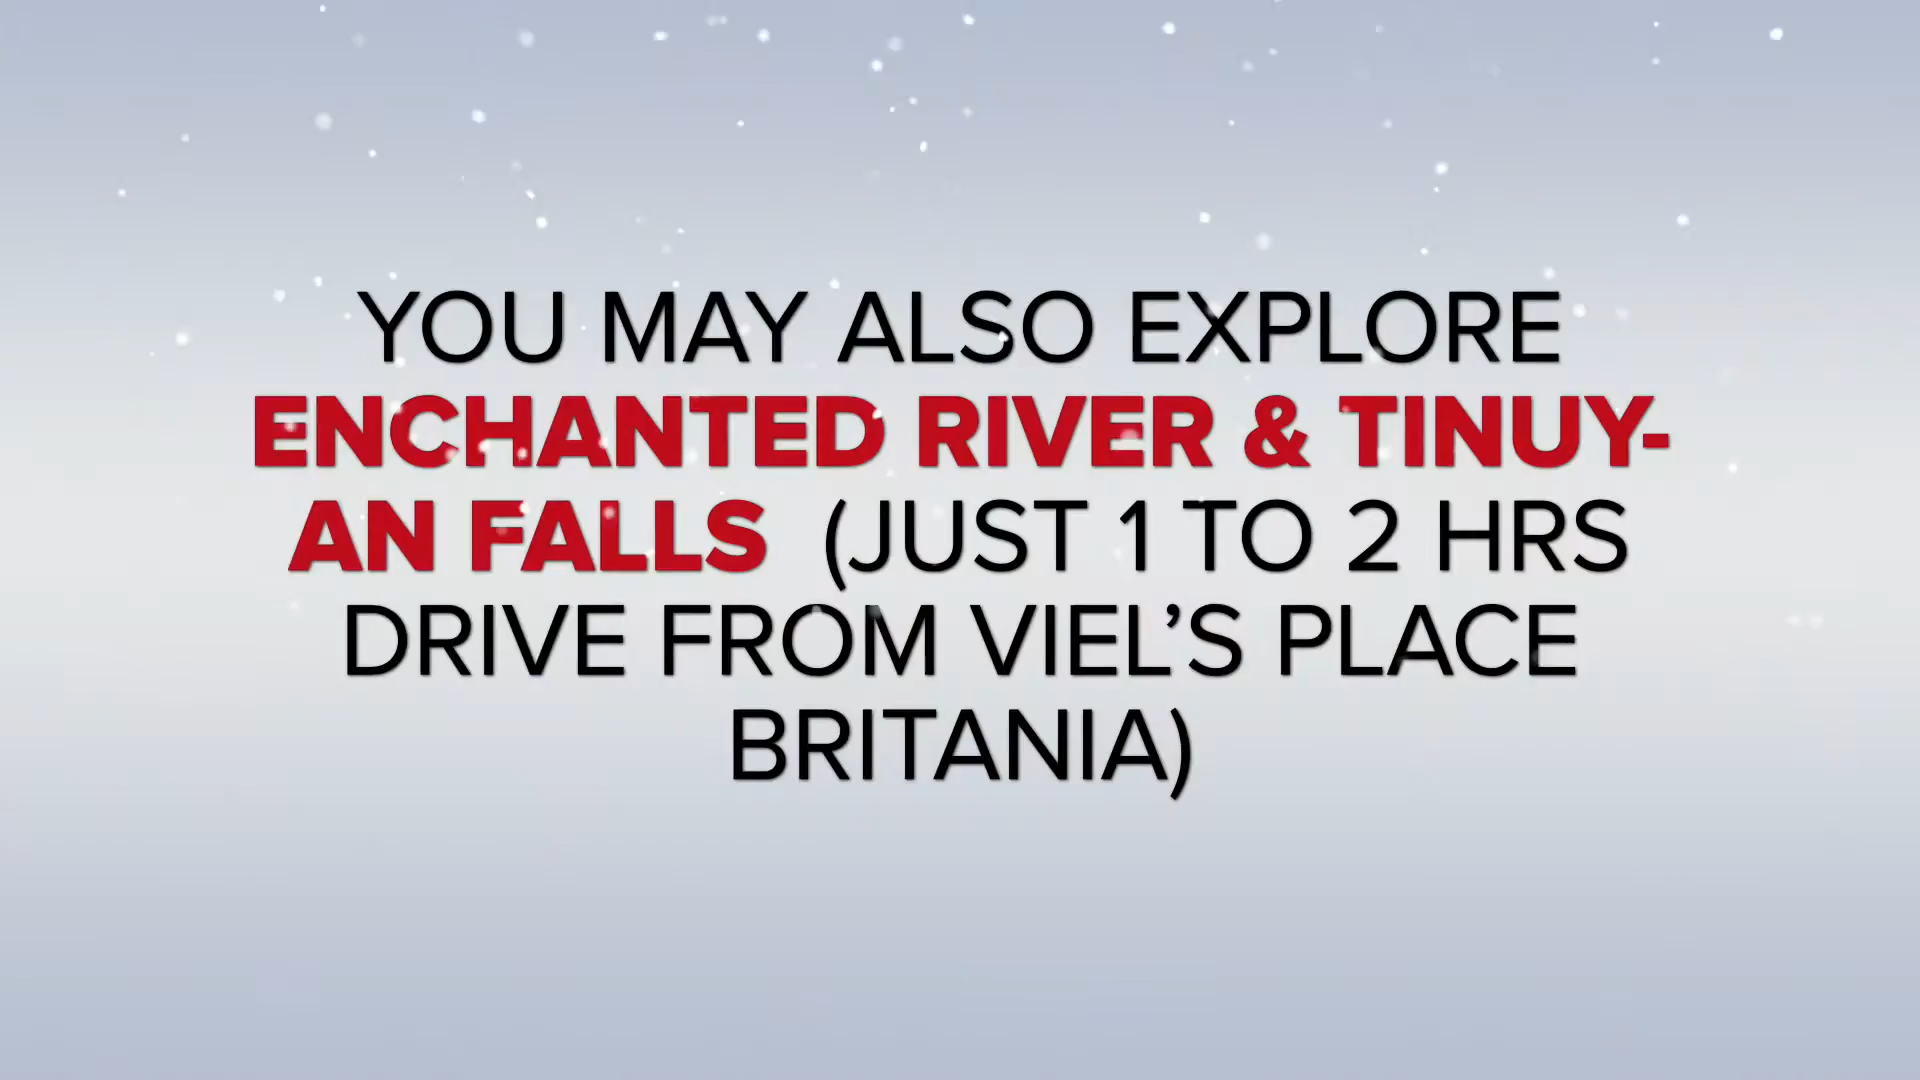 YOU MAY ALSO EXPLORE
ENCHANTED RIVER & TINUY-
AN FALLS (JUST 1 TO 2 HRS
DRIVE FROM VIEL’S PLACE
BRITANIA)